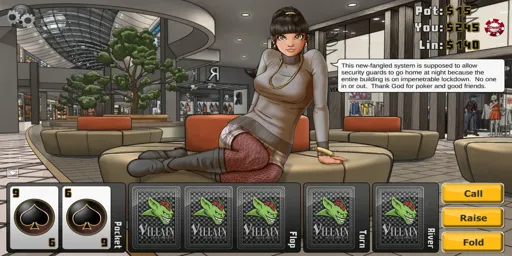 Pot:$15
You:$245
Lin:$140
This new-fangled system is supposed to allow
security guards to go home at night because the
entire building is on impenetrable lockdown. No one
in or out. Thank God for poker and good friends.
9
6
9
6
Pocket
VILLAIN
VILLAIN
VILLAIN
Flop
VILLAIN
Turn
VILLAIN
River
Call
Raise
Fold